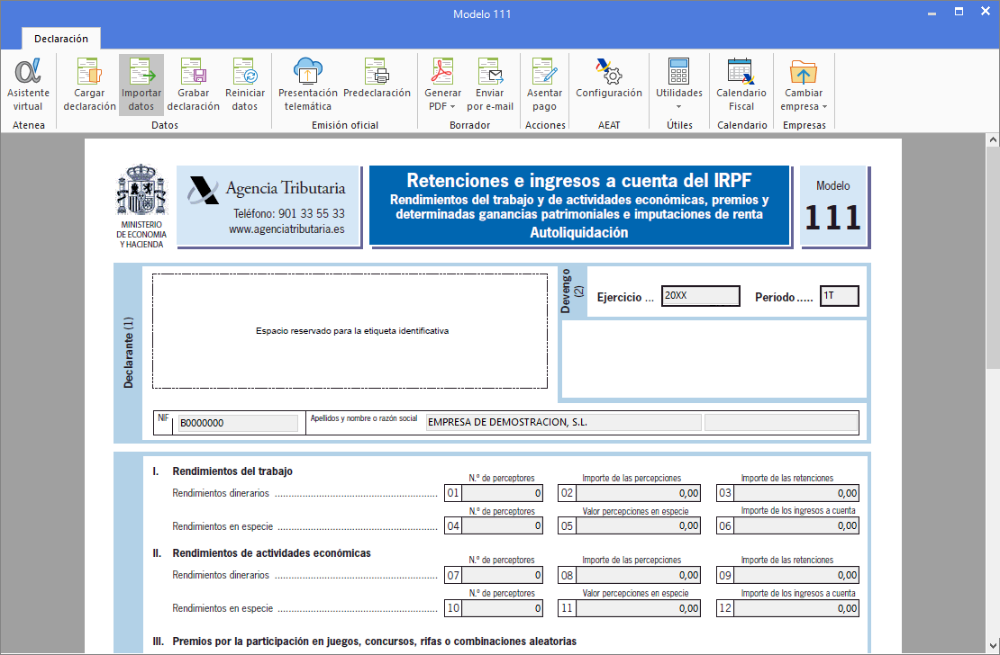 Modelo 111
Declaración
Asistente virtual
Cargar declaración
Importar datos
Grabar declaración
Reiniciar datos
Presentación telemática
Predeclaración
Generar PDF
Enviar por e-mail
Asentar pago
Configuración
Utilidades
Calendario Fiscal
Cambiar empresa
Atenea
Datos
Emisión oficial
Borrador
Acciones
AEAT
Útiles
Calendario
Empresas
MINISTERIO
DE ECONOMIA
Y HACIENDA
Agencia Tributaria
Teléfono: 901 33 55 33
www.agenciatributaria.es
Retenciones e ingresos a cuenta del IRPF
Rendimientos del trabajo y de actividades económicas, premios y
determinadas ganancias patrimoniales e imputaciones de renta
Autoliquidación
Modelo
111
Declarante (1)
Espacio reservado para la etiqueta identificativa
Devengo
(2)
Ejercicio ... 20XX Período..... 1T
NIF B0000000 Apellidos y nombre o razón social EMPRESA DE DEMOSTRACION, S.L.
I. Rendimientos del trabajo
N.º de perceptores Importe de las percepciones Importe de las retenciones
Rendimientos dinerarios 01 0 02 0,00 03 0,00
N.º de perceptores Valor percepciones en especie Importe de los ingresos a cuenta
Rendimientos en especie 04 0 05 0,00 06 0,00
II. Rendimientos de actividades económicas
N.º de perceptores Importe de las percepciones Importe de las retenciones
Rendimientos dinerarios 07 0 08 0,00 09 0,00
N.º de perceptores Valor percepciones en especie Importe de los ingresos a cuenta
Rendimientos en especie 10 0 11 0,00 12 0,00
III. Premios por la participación en juegos, concursos, rifas o combinaciones aleatorias